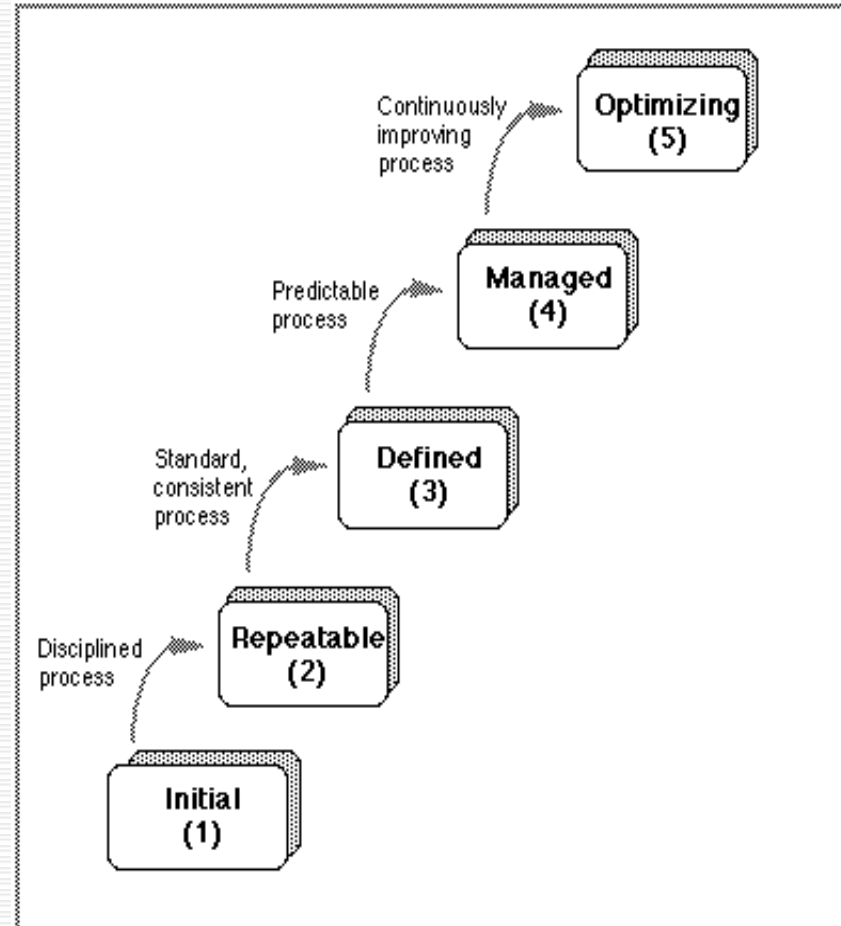 Continuously
improving
process
Optimizing
(5)
Predictable
process
Managed
(4)
Standard,
consistent
process
Defined
(3)
Disciplined
process
Repeatable
(2)
Initial
(1)